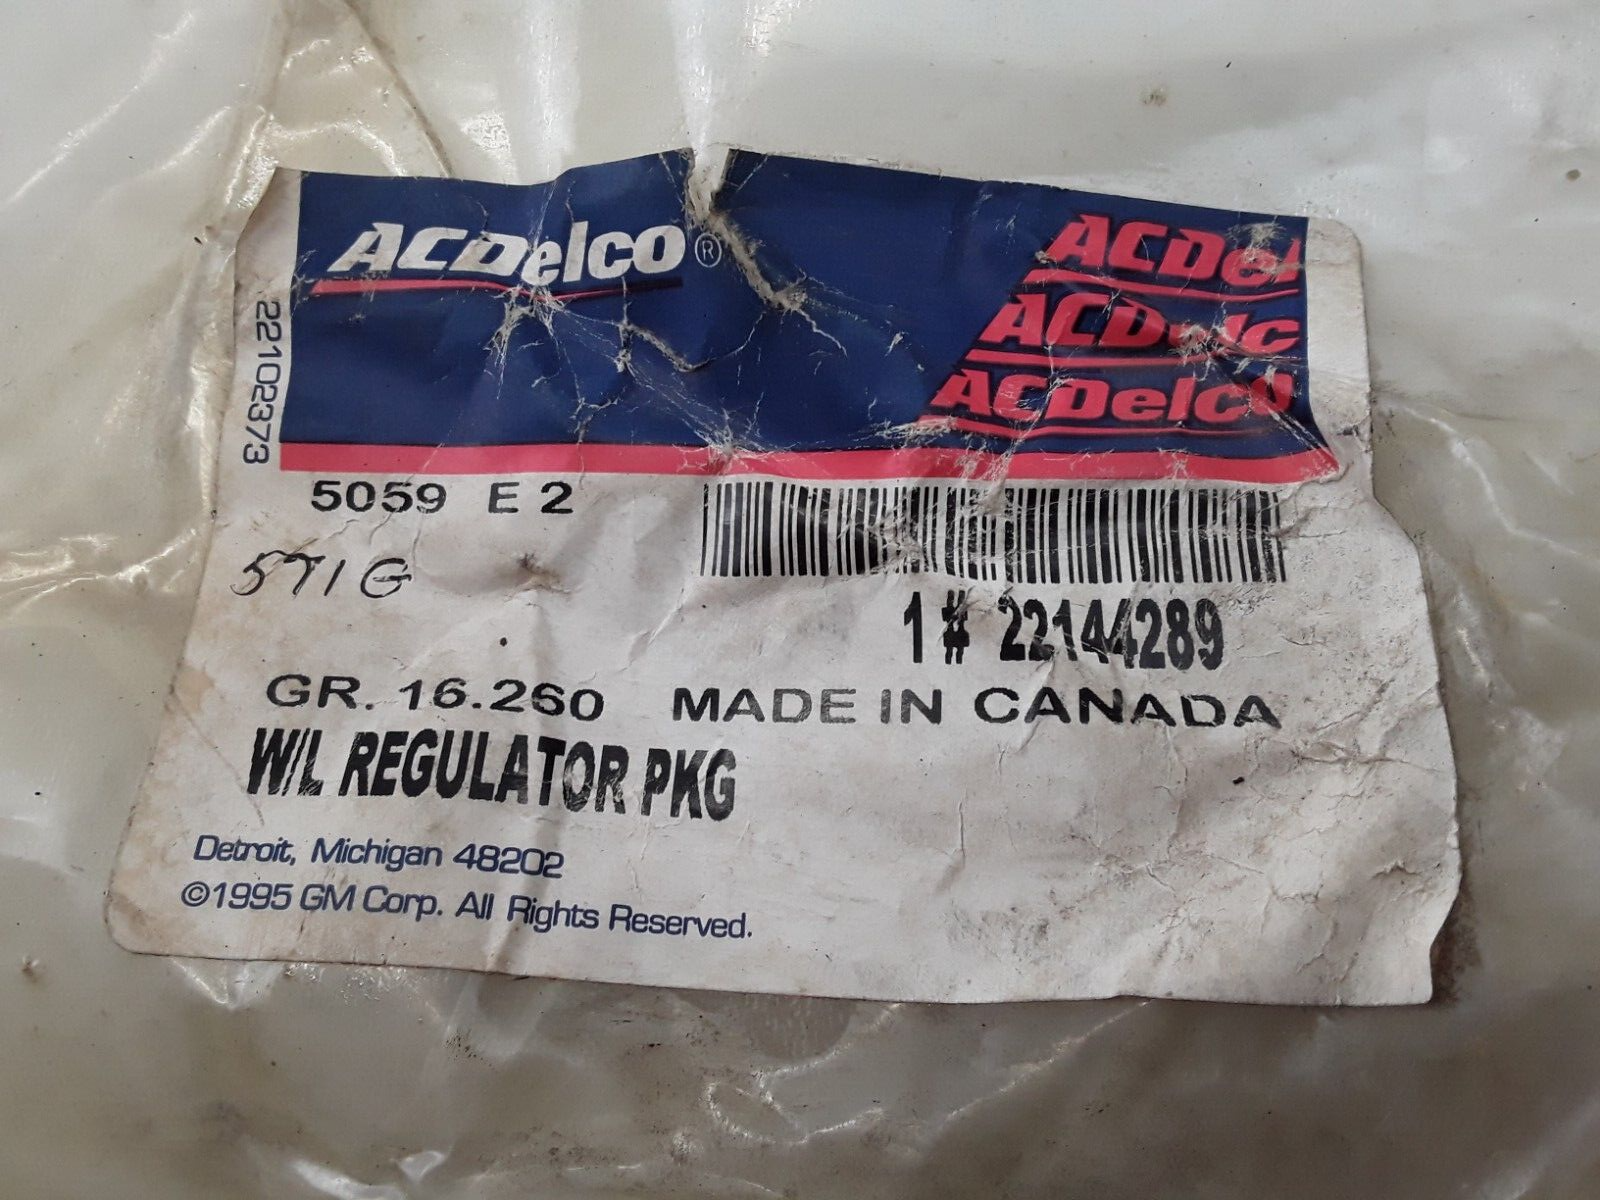 ACDelco®
ACDel
ACDelc
ACDelco
22102373
5059 E 2
571G
1# 22144289
GR. 16.260 MADE IN CANADA
W/L REGULATOR PKG
Detroit, Michigan 48202
©1995 GM Corp. All Rights Reserved.